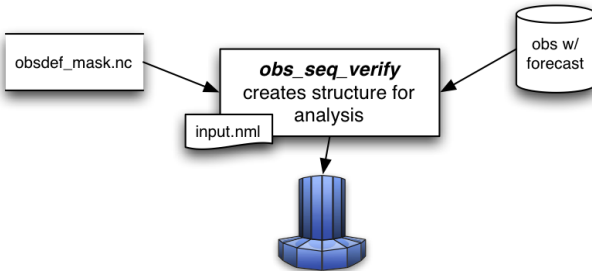 obsdef_mask.nc
obs_seq_verify
creates structure for
analysis
input.nml
obs w/
forecast